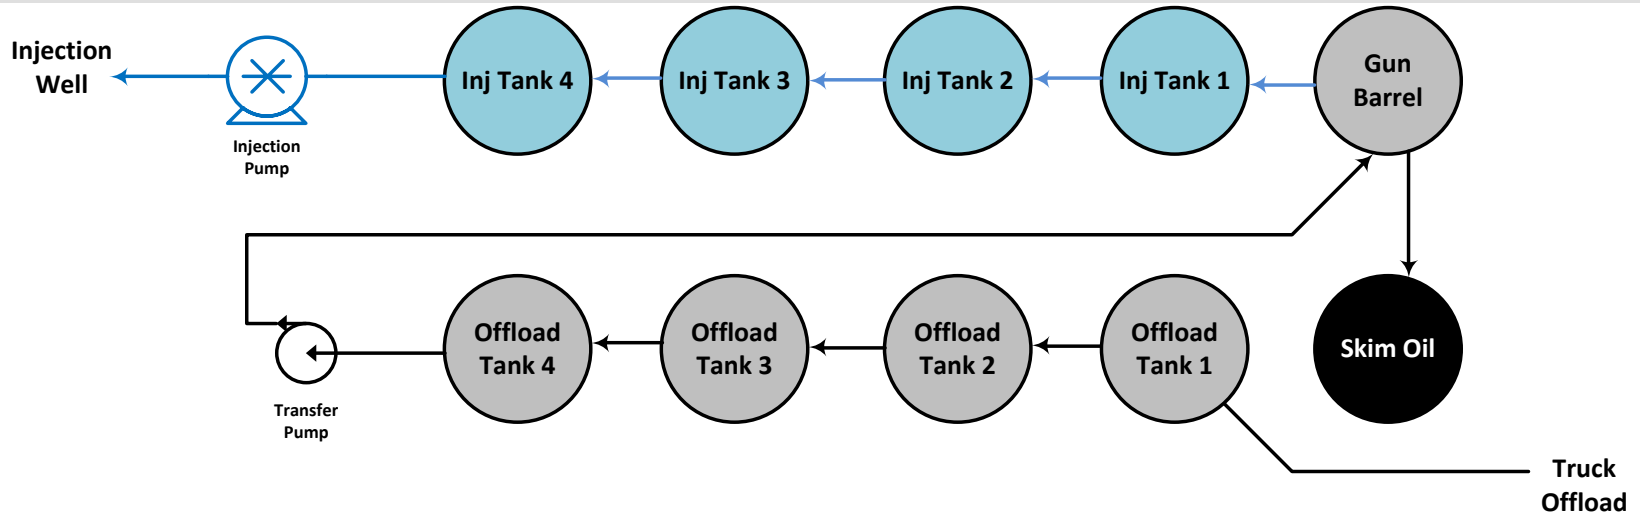 Injection
Well
Inj Tank 4
Inj Tank 3
Inj Tank 2
Inj Tank 1
Gun
Barrel
Injection
Pump
Offload
Tank 4
Offload
Tank 3
Offload
Tank 2
Offload
Tank 1
Skim Oil
Transfer
Pump
Truck
Offload